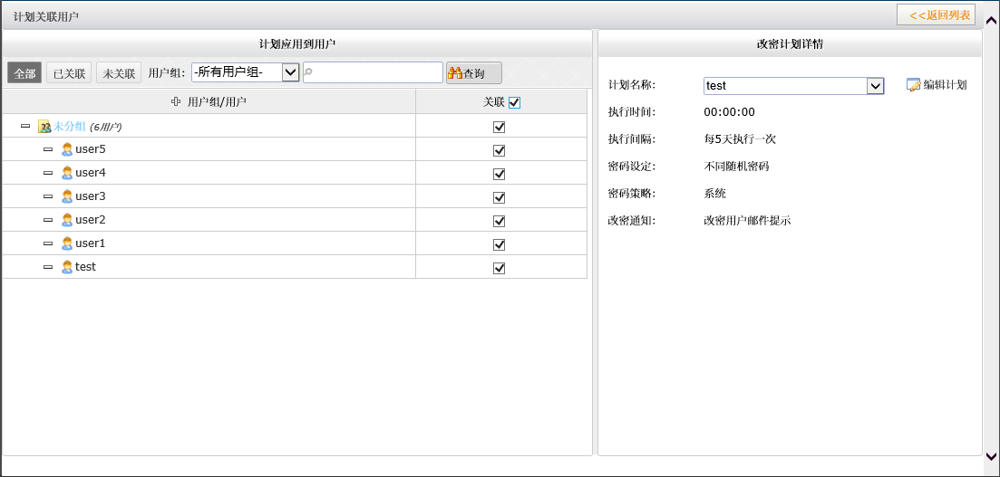 计划关联用户
<<返回列表
计划应用到用户
全部 已关联 未关联 用户组: -所有用户组- 查询
用户组/用户 关联
未分组 (6用户)
user5
user4
user3
user2
user1
test
改密计划详情
计划名称: test 编辑计划
执行时间: 00:00:00
执行间隔: 每5天执行一次
密码设定: 不同随机密码
密码策略: 系统
改密通知: 改密用户邮件提示